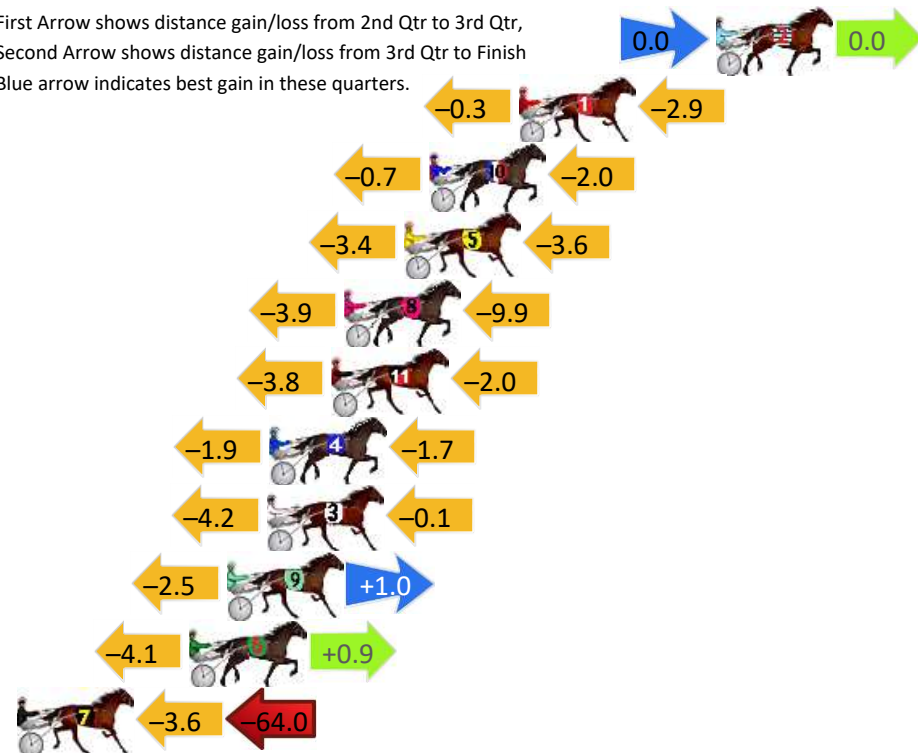 First Arrow shows distance gain/loss from 2nd Qtr to 3rd Qtr,
Second Arrow shows distance gain/loss from 3rd Qtr to Finish
Blue arrow indicates best gain in these quarters.
0.0 2 0.0
−0.3 1 −2.9
−0.7 10 −2.0
−3.4 5 −3.6
−3.9 8 −9.9
−3.8 11 −2.0
−1.9 4 −1.7
−4.2 3 −0.1
−2.5 9 +1.0
−4.1 6 +0.9
7 −3.6 −64.0